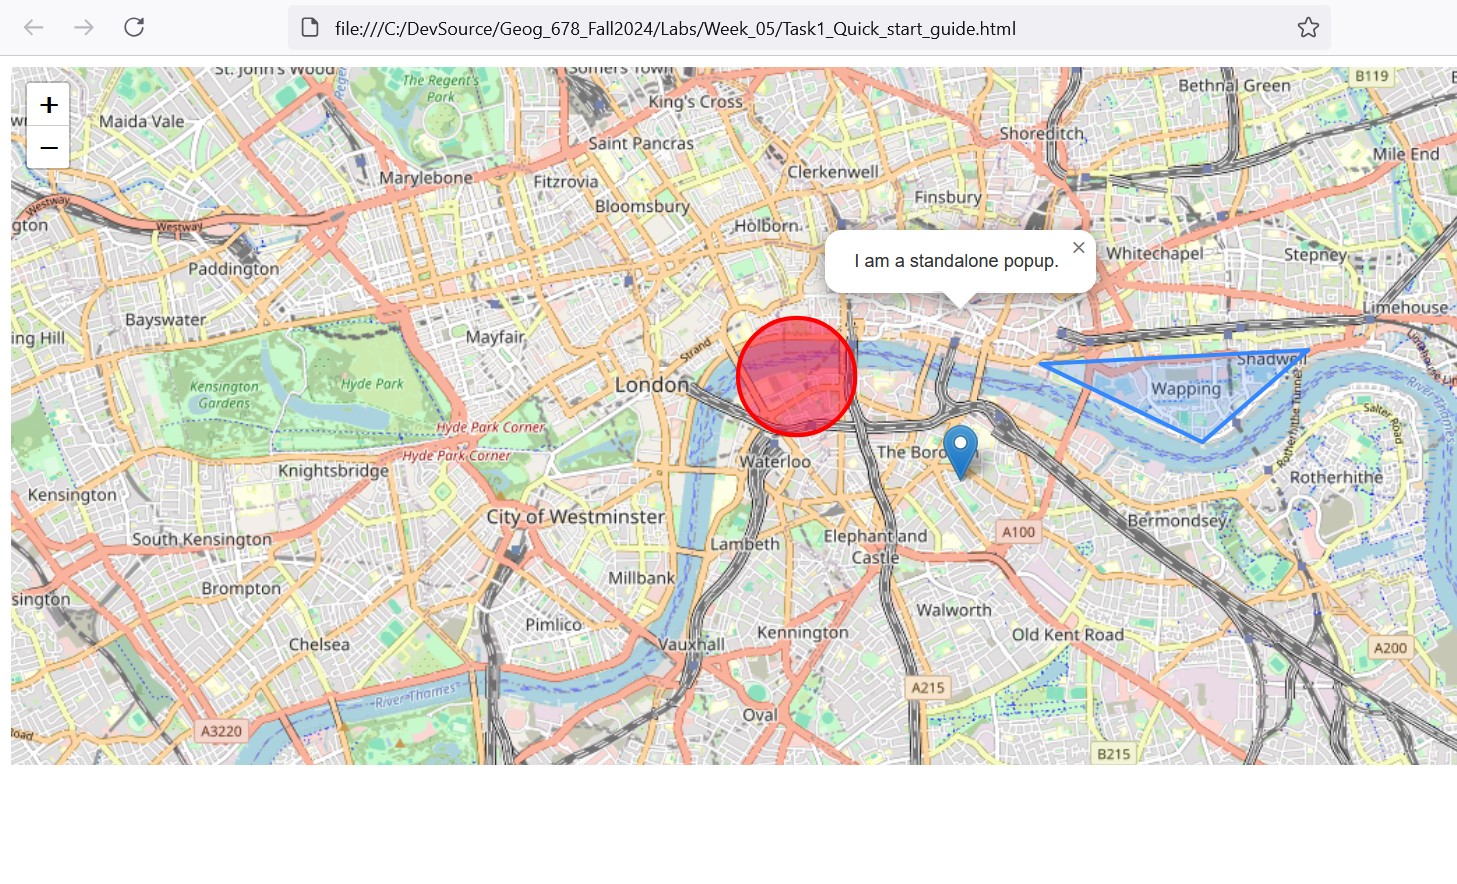 file:///C:/DevSource/Geog_678_Fall2024/Labs/Week_05/Task1_Quick_start_guide.html
+
−
St. John's Wood
The Regent's
Park
Somers Town
King's Cross
Bethnal Green
B119
Maida Vale
Saint Pancras
Shoreditch
Mile End
Marylebone
Fitzrovia
Clerkenwell
Bloomsbury
Finsbury
Westway
Westway
gton
Holborn
Paddington
Whitechapel
Stepney
I am a standalone popup.
×
Bayswater
ing Hill
Mayfair
Strand
Limehouse
Shadwell
Kensington
Gardens
Hyde Park
London
Wapping
Rotherhithe Tunnel
Salter
Road
River Thames
Hyde Park Corner
Hyde Park Corner
Knightsbridge
Waterloo
The Boro
Rotherhithe
Kensington
City of Westminster
Bermondsey
South Kensington
Lambeth
Elephant and
Castle
A100
Millbank
sington
Brompton
Pimlico
Walworth
Chelsea
Vauxhall
Kennington
Old Kent Road
A200
River Thames
A215
A3220
Oval
Road
B215